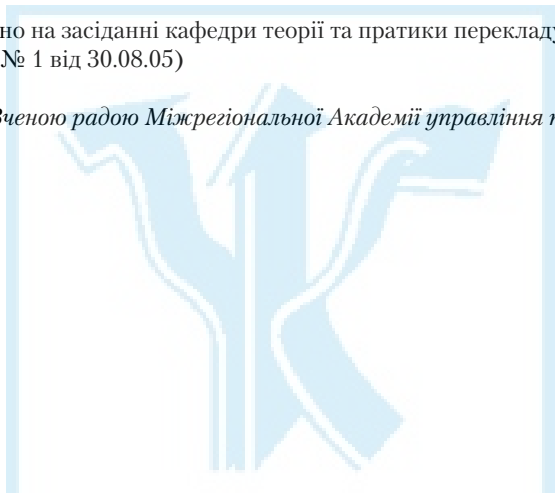 но на засіданні кафедри теорії та пратики перекладу
№ 1 від 30.08.05)
Вченою радою Міжрегіональної Академії управління